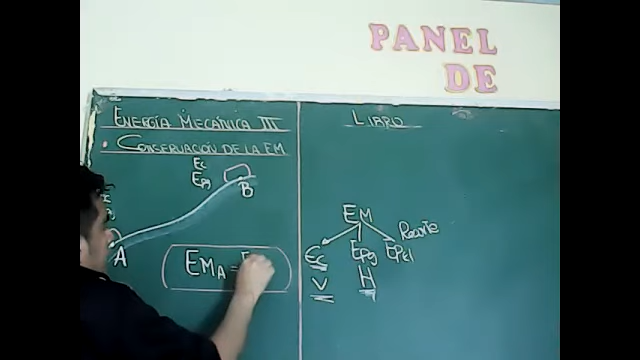 PANEL
DE
ENERGÍA MECÁNICA III
• CONSERVACIÓN DE LA EM
LIBRO
Ec
Epg
B
A
EMA = E
EM
Resorte
Ec Epg Epel
V H